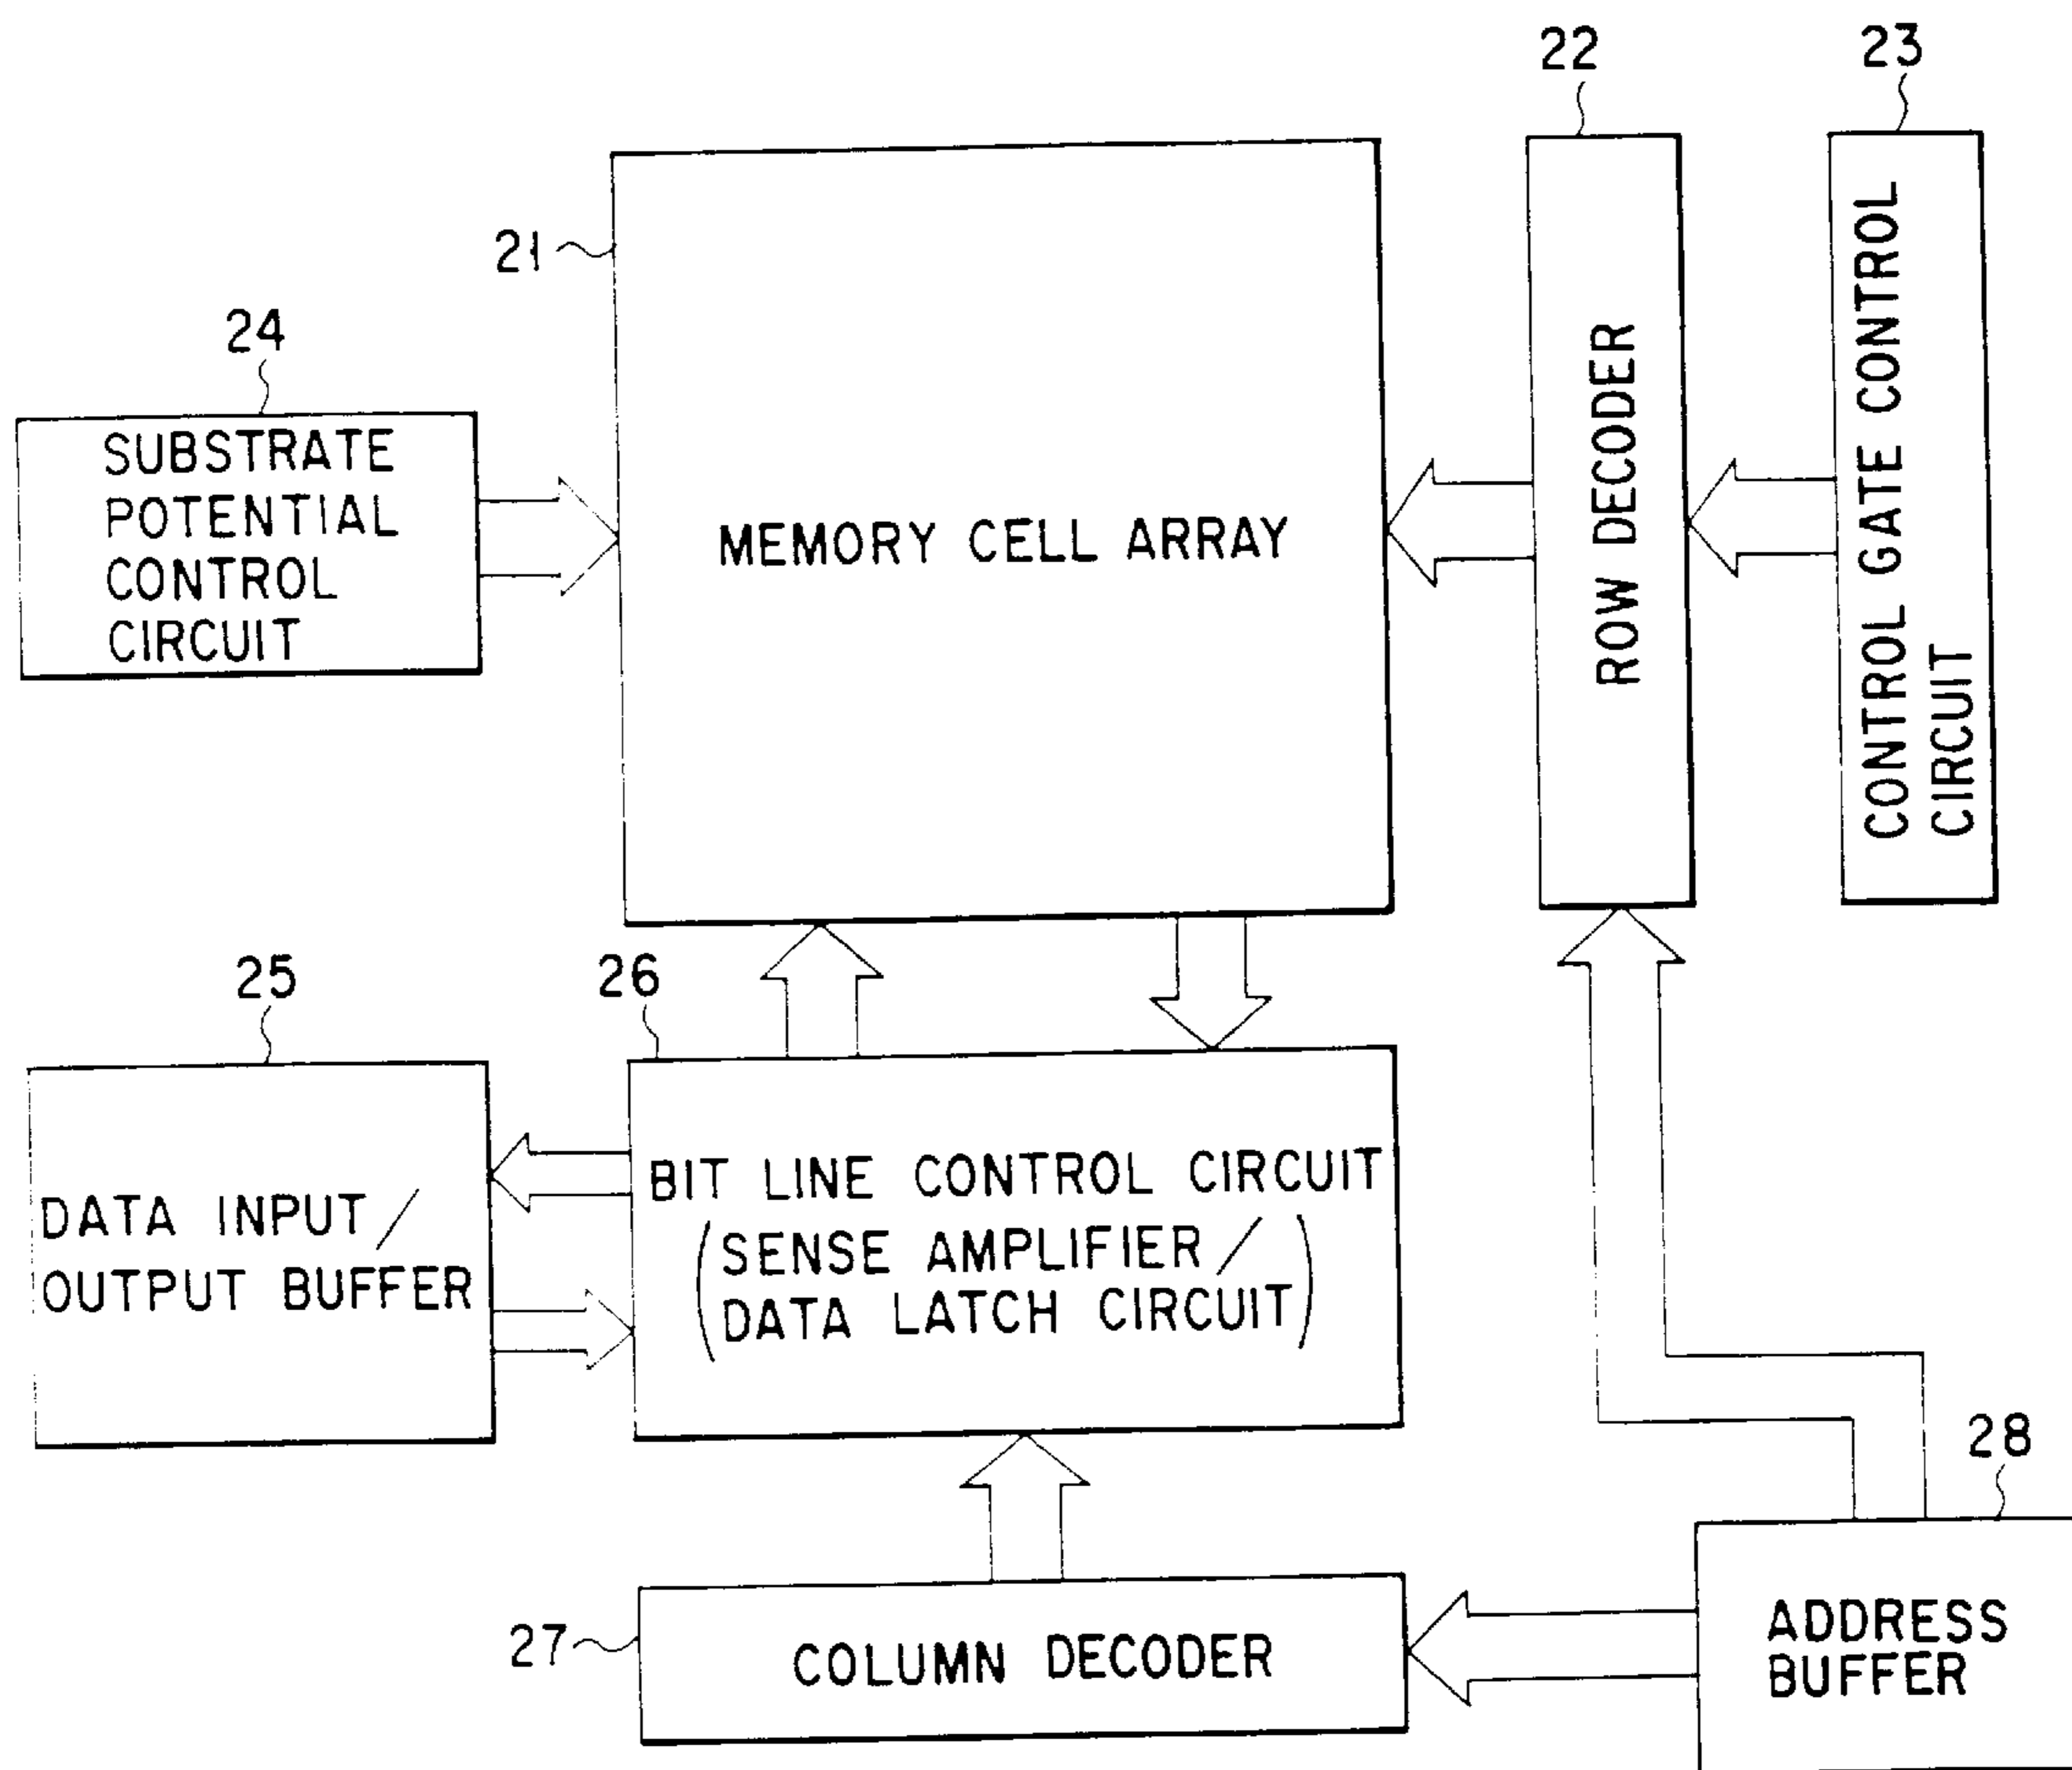 22
23
21
24
SUBSTRATE
POTENTIAL
CONTROL
CIRCUIT
MEMORY CELL ARRAY
ROW DECODER
CONTROL GATE CONTROL
CIRCUIT
25
26
DATA INPUT/
OUTPUT BUFFER
BIT LINE CONTROL CIRCUIT
(SENSE AMPLIFIER/
DATA LATCH CIRCUIT)
28
27
COLUMN DECODER
ADDRESS
BUFFER